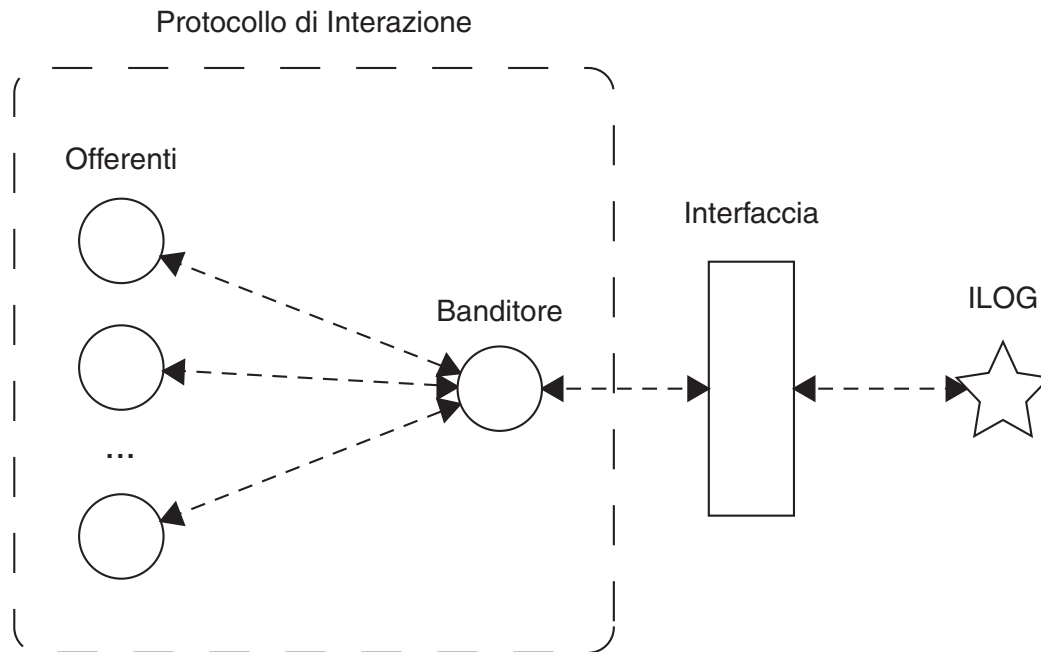 Protocollo di Interazione
Offerenti
Interfaccia
ILOG
Banditore
...